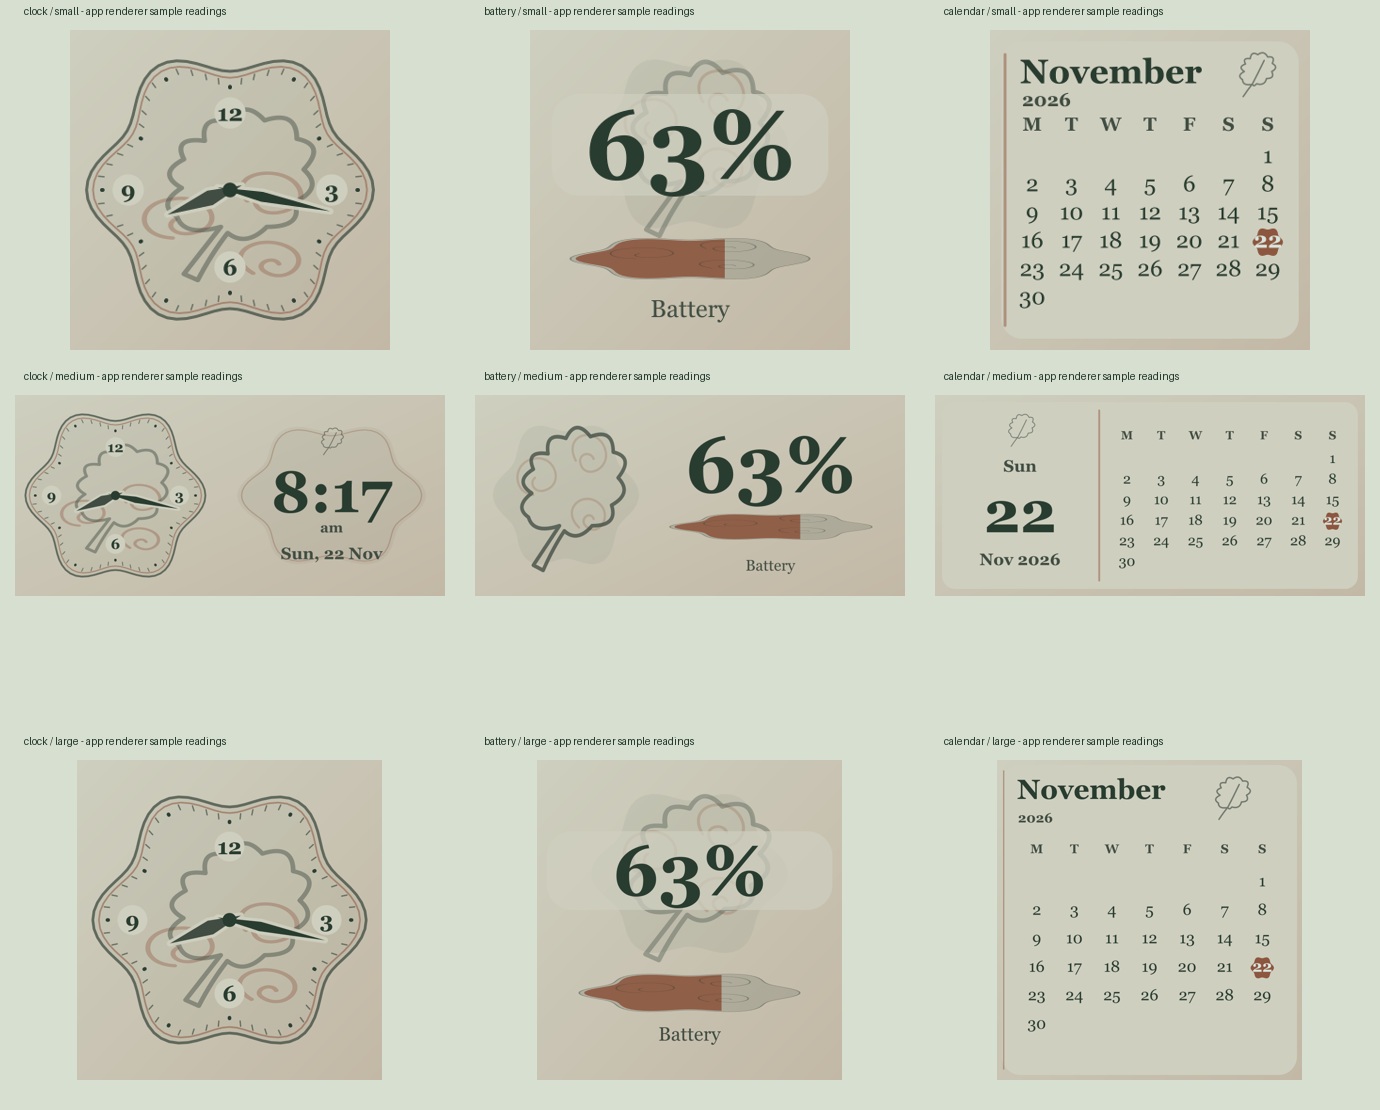 clock / small - app renderer sample readings
12
9
3
6
battery / small - app renderer sample readings
63%
Battery
calendar / small - app renderer sample readings
November
2026
M T W T F S S
1
2 3 4 5 6 7 8
9 10 11 12 13 14 15
16 17 18 19 20 21 22
23 24 25 26 27 28 29
30
clock / medium - app renderer sample readings
12
9
3
6
8:17
am
Sun, 22 Nov
battery / medium - app renderer sample readings
63%
Battery
calendar / medium - app renderer sample readings
Sun
22
Nov 2026
M T W T F S S
1
2 3 4 5 6 7 8
9 10 11 12 13 14 15
16 17 18 19 20 21 22
23 24 25 26 27 28 29
30
clock / large - app renderer sample readings
12
9
3
6
battery / large - app renderer sample readings
63%
Battery
calendar / large - app renderer sample readings
November
2026
M T W T F S S
1
2 3 4 5 6 7 8
9 10 11 12 13 14 15
16 17 18 19 20 21 22
23 24 25 26 27 28 29
30